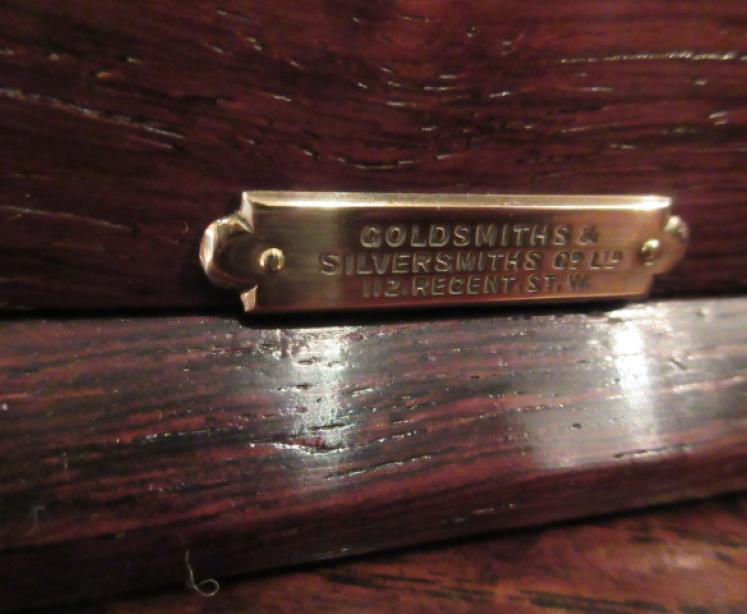 GOLDSMITHS &
SILVERSMITHS CO LTD
112. REGENT. ST. W.